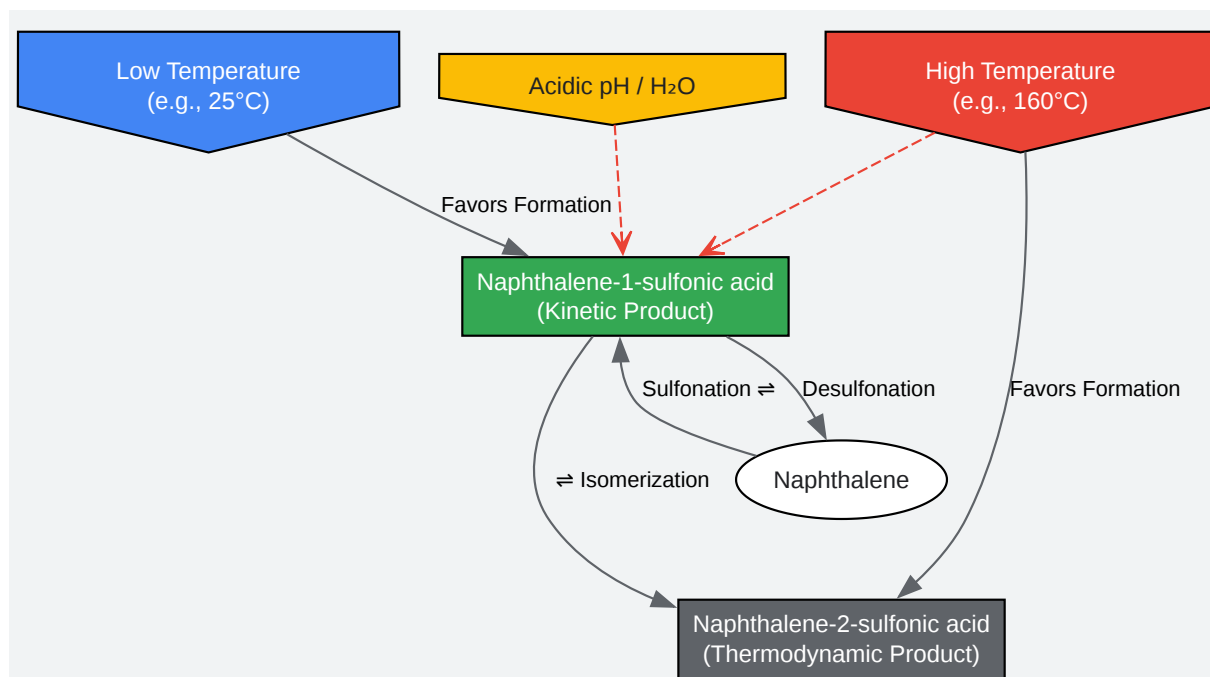 Low Temperature
(e.g., 25°C)
Acidic pH / H₂O
High Temperature
(e.g., 160°C)
Favors Formation
Naphthalene-1-sulfonic acid
(Kinetic Product)
Sulfonation ⇌
Desulfonation
Favors Formation
⇌ Isomerization
Naphthalene
Naphthalene-2-sulfonic acid
(Thermodynamic Product)